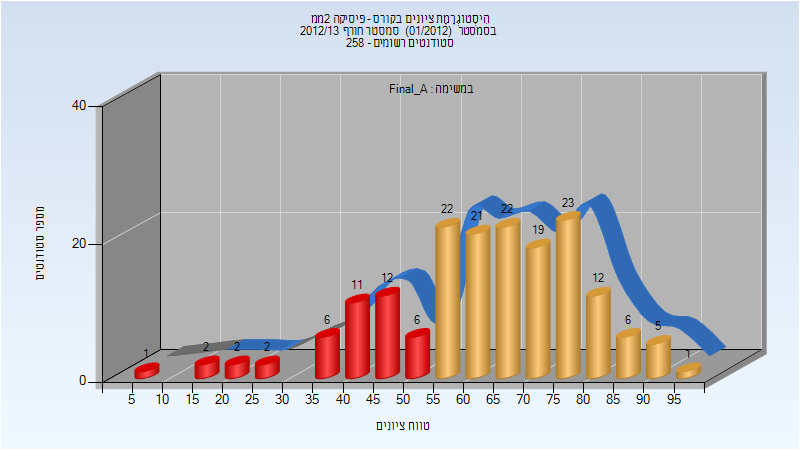 היסטוגרמת ציונים בקורס - פיסיקה 2ממ
בסמסטר (01/2012) סמסטר חורף 2012/13
סטודנטים רשומים - 258
במשימה : Final_A
מספר סטודנטים
40
20
0
1
2
2
2
6
11
12
6
22
21
22
19
23
12
6
5
1
5 10 15 20 25 30 35 40 45 50 55 60 65 70 75 80 85 90 95
טווח ציונים